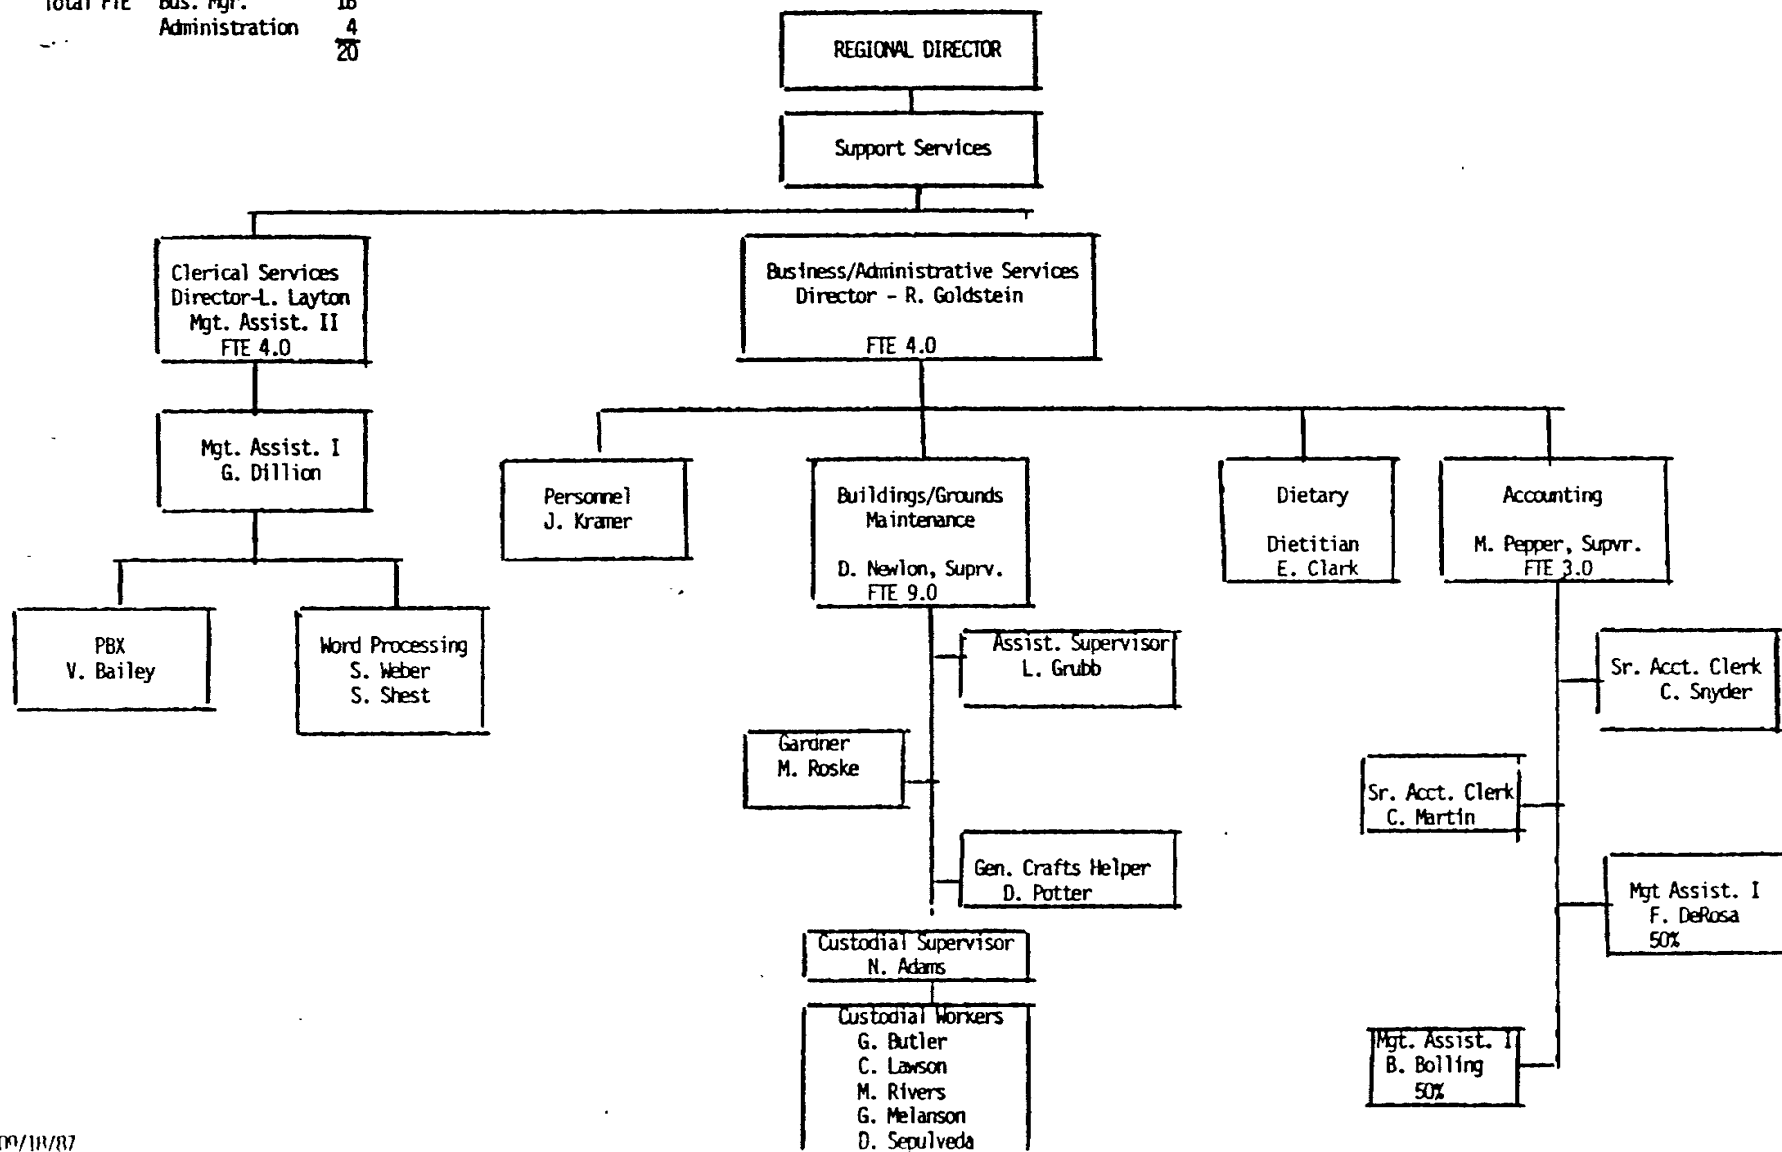 Total FTE Bus. Mgr. 16
Administration 4
20
REGIONAL DIRECTOR
Support Services
Clerical Services
Director-L. Layton
Mgt. Assist. II
FTE 4.0
Business/Administrative Services
Director - R. Goldstein
FTE 4.0
Mgt. Assist. I
G. Dillion
Personnel
J. Kramer
Buildings/Grounds
Maintenance
D. Newlon, Suprv.
FTE 9.0
Dietary
Dietitian
E. Clark
Accounting
M. Pepper, Supvr.
FTE 3.0
PBX
V. Bailey
Word Processing
S. Weber
S. Shest
Assist. Supervisor
L. Grubb
Sr. Acct. Clerk
C. Snyder
Gardner
M. Roske
Sr. Acct. Clerk
C. Martin
Gen. Crafts Helper
D. Potter
Mgt Assist. I
F. DeRosa
50%
Custodial Supervisor
N. Adams
Custodial Workers
G. Butler
C. Lawson
M. Rivers
G. Melanson
D. Sepulveda
Mgt. Assist. I
B. Bolling
50%
09/18/87